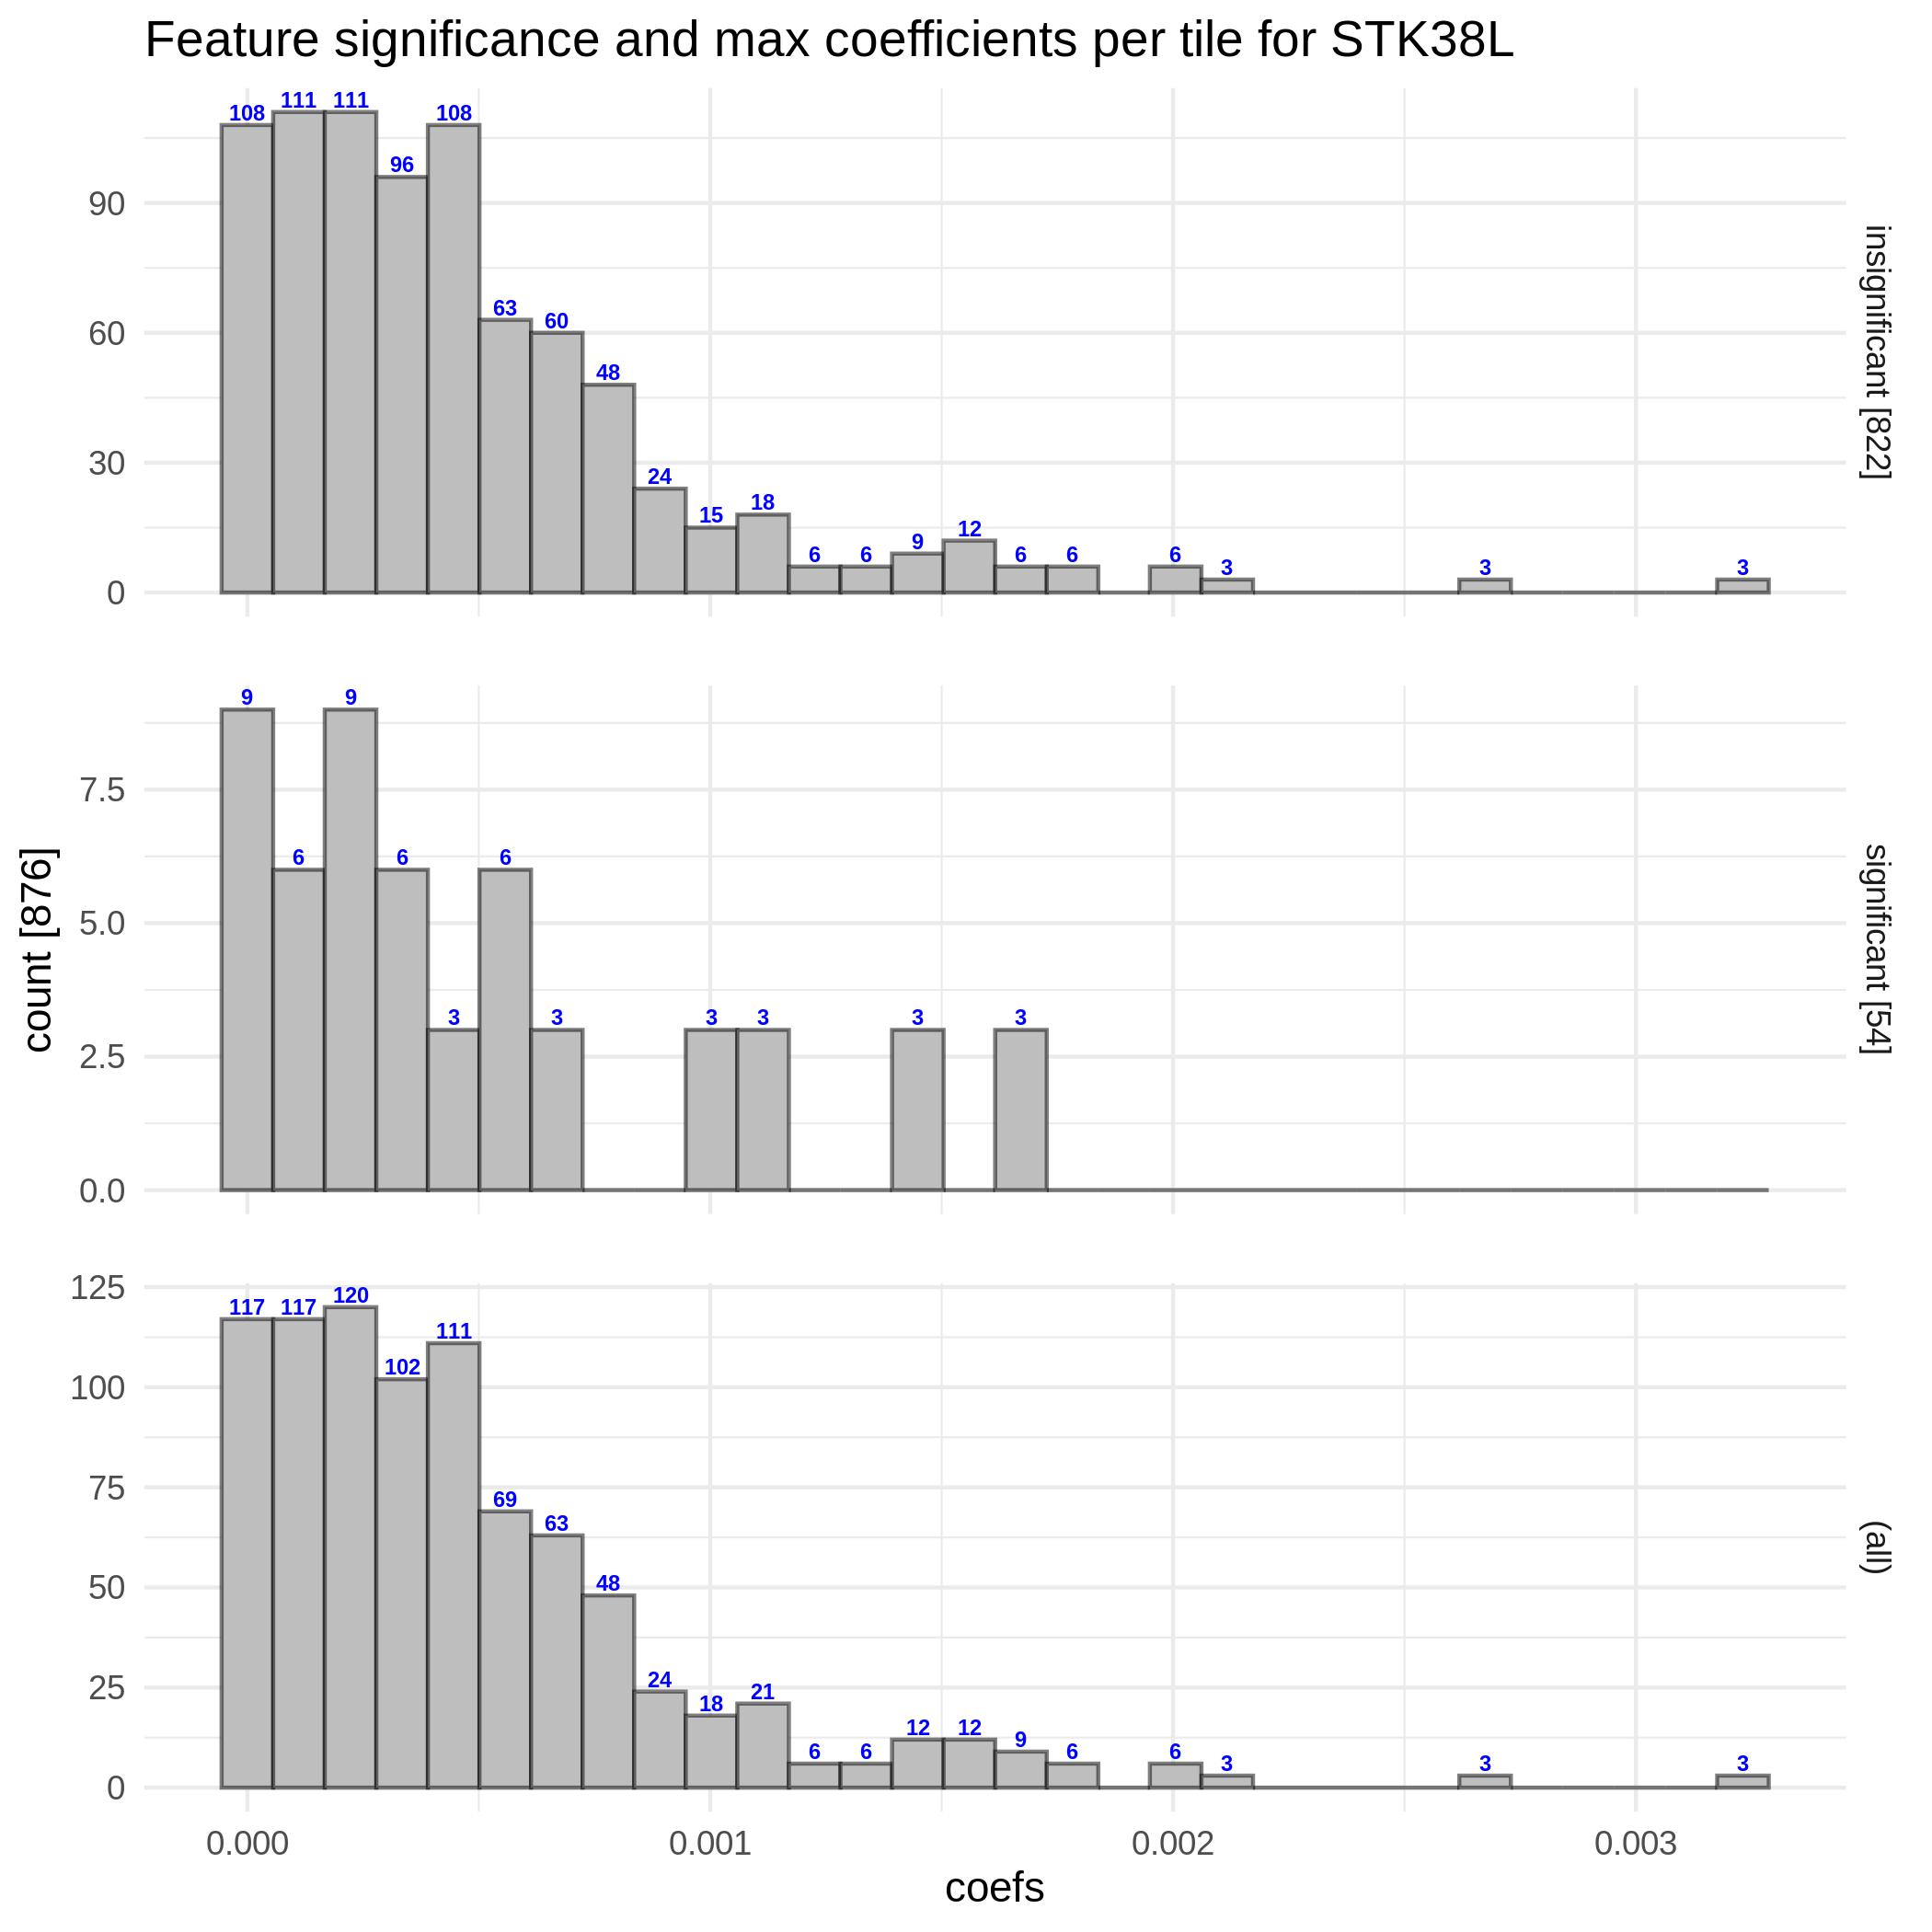 Feature significance and max coefficients per tile for STK38L
108 111 111 96 108 63 60 48 24 15 18 6 6 9 12 6 6 6 3 3 3
90
60
30
0
insignificant [822]
9 6 9 6 3 6 3 3 3 3 3
7.5
5.0
2.5
0.0
significant [54]
count [876]
117 117 120 102 111 69 63 48 24 18 21 6 6 12 12 9 6 6 3 3 3
125
100
75
50
25
0
(all)
0.000 0.001 0.002 0.003
coefs